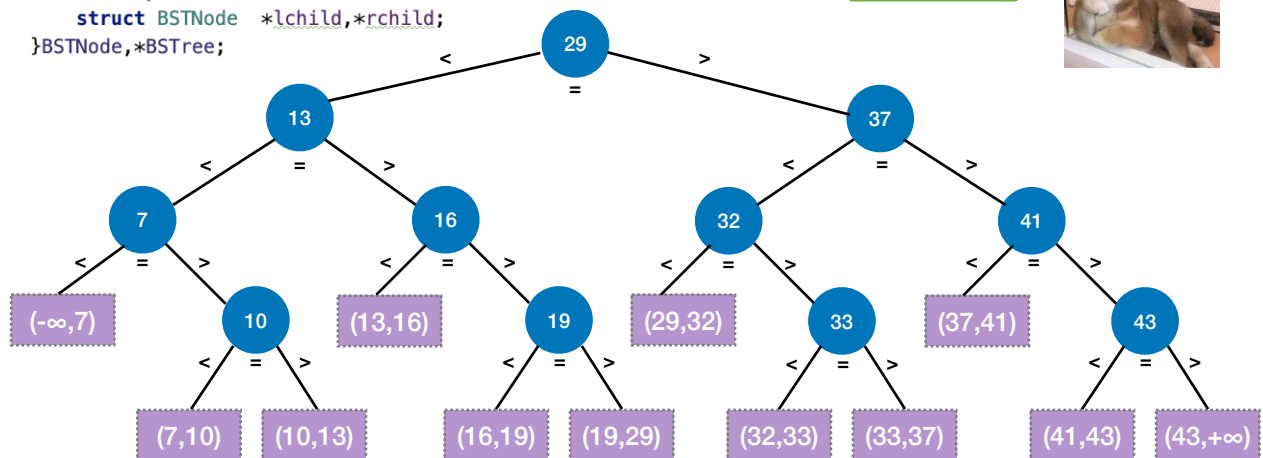 struct BSTNode *lchild,*rchild;
}BSTNode,*BSTree;
29
< >
=
13 37
< = > < = >
7 16 32 41
< = > < = > < = > < = >
(-∞,7) 10 (13,16) 19 (29,32) 33 (37,41) 43
< = > < = > < = > < = >
(7,10) (10,13) (16,19) (19,29) (32,33) (33,37) (41,43) (43,+∞)